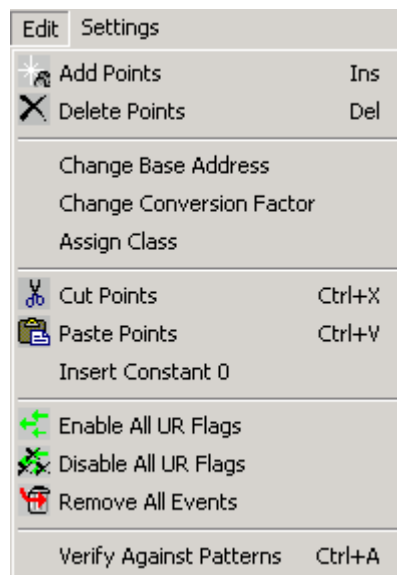 Edit Settings
Add Points Ins
Delete Points Del
Change Base Address
Change Conversion Factor
Assign Class
Cut Points Ctrl+X
Paste Points Ctrl+V
Insert Constant 0
Enable All UR Flags
Disable All UR Flags
Remove All Events
Verify Against Patterns Ctrl+A